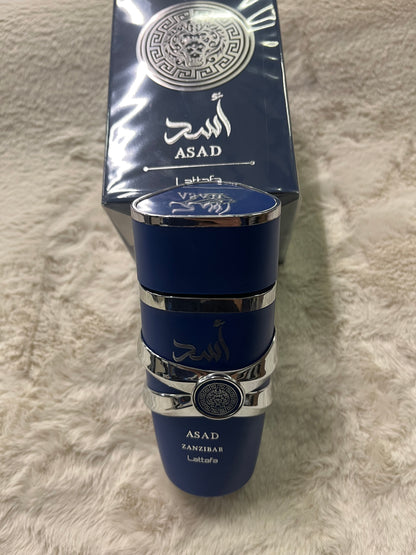 أسد
ASAD
Lattafa
أسد
ASAD
ZANZIBAR
Lattafa